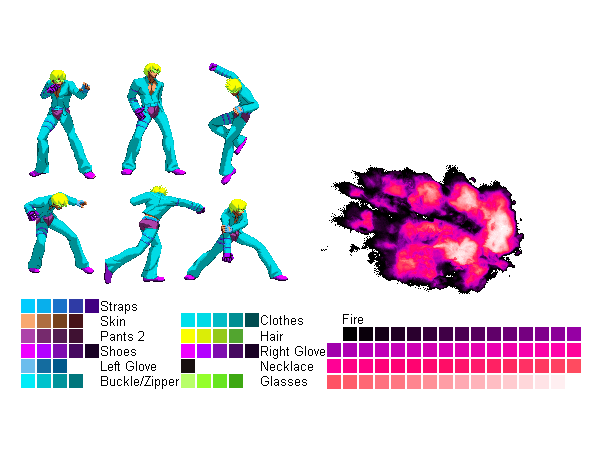 Straps
Skin
Pants 2
Shoes
Left Glove
Buckle/Zipper
Clothes
Hair
Right Glove
Necklace
Glasses
Fire